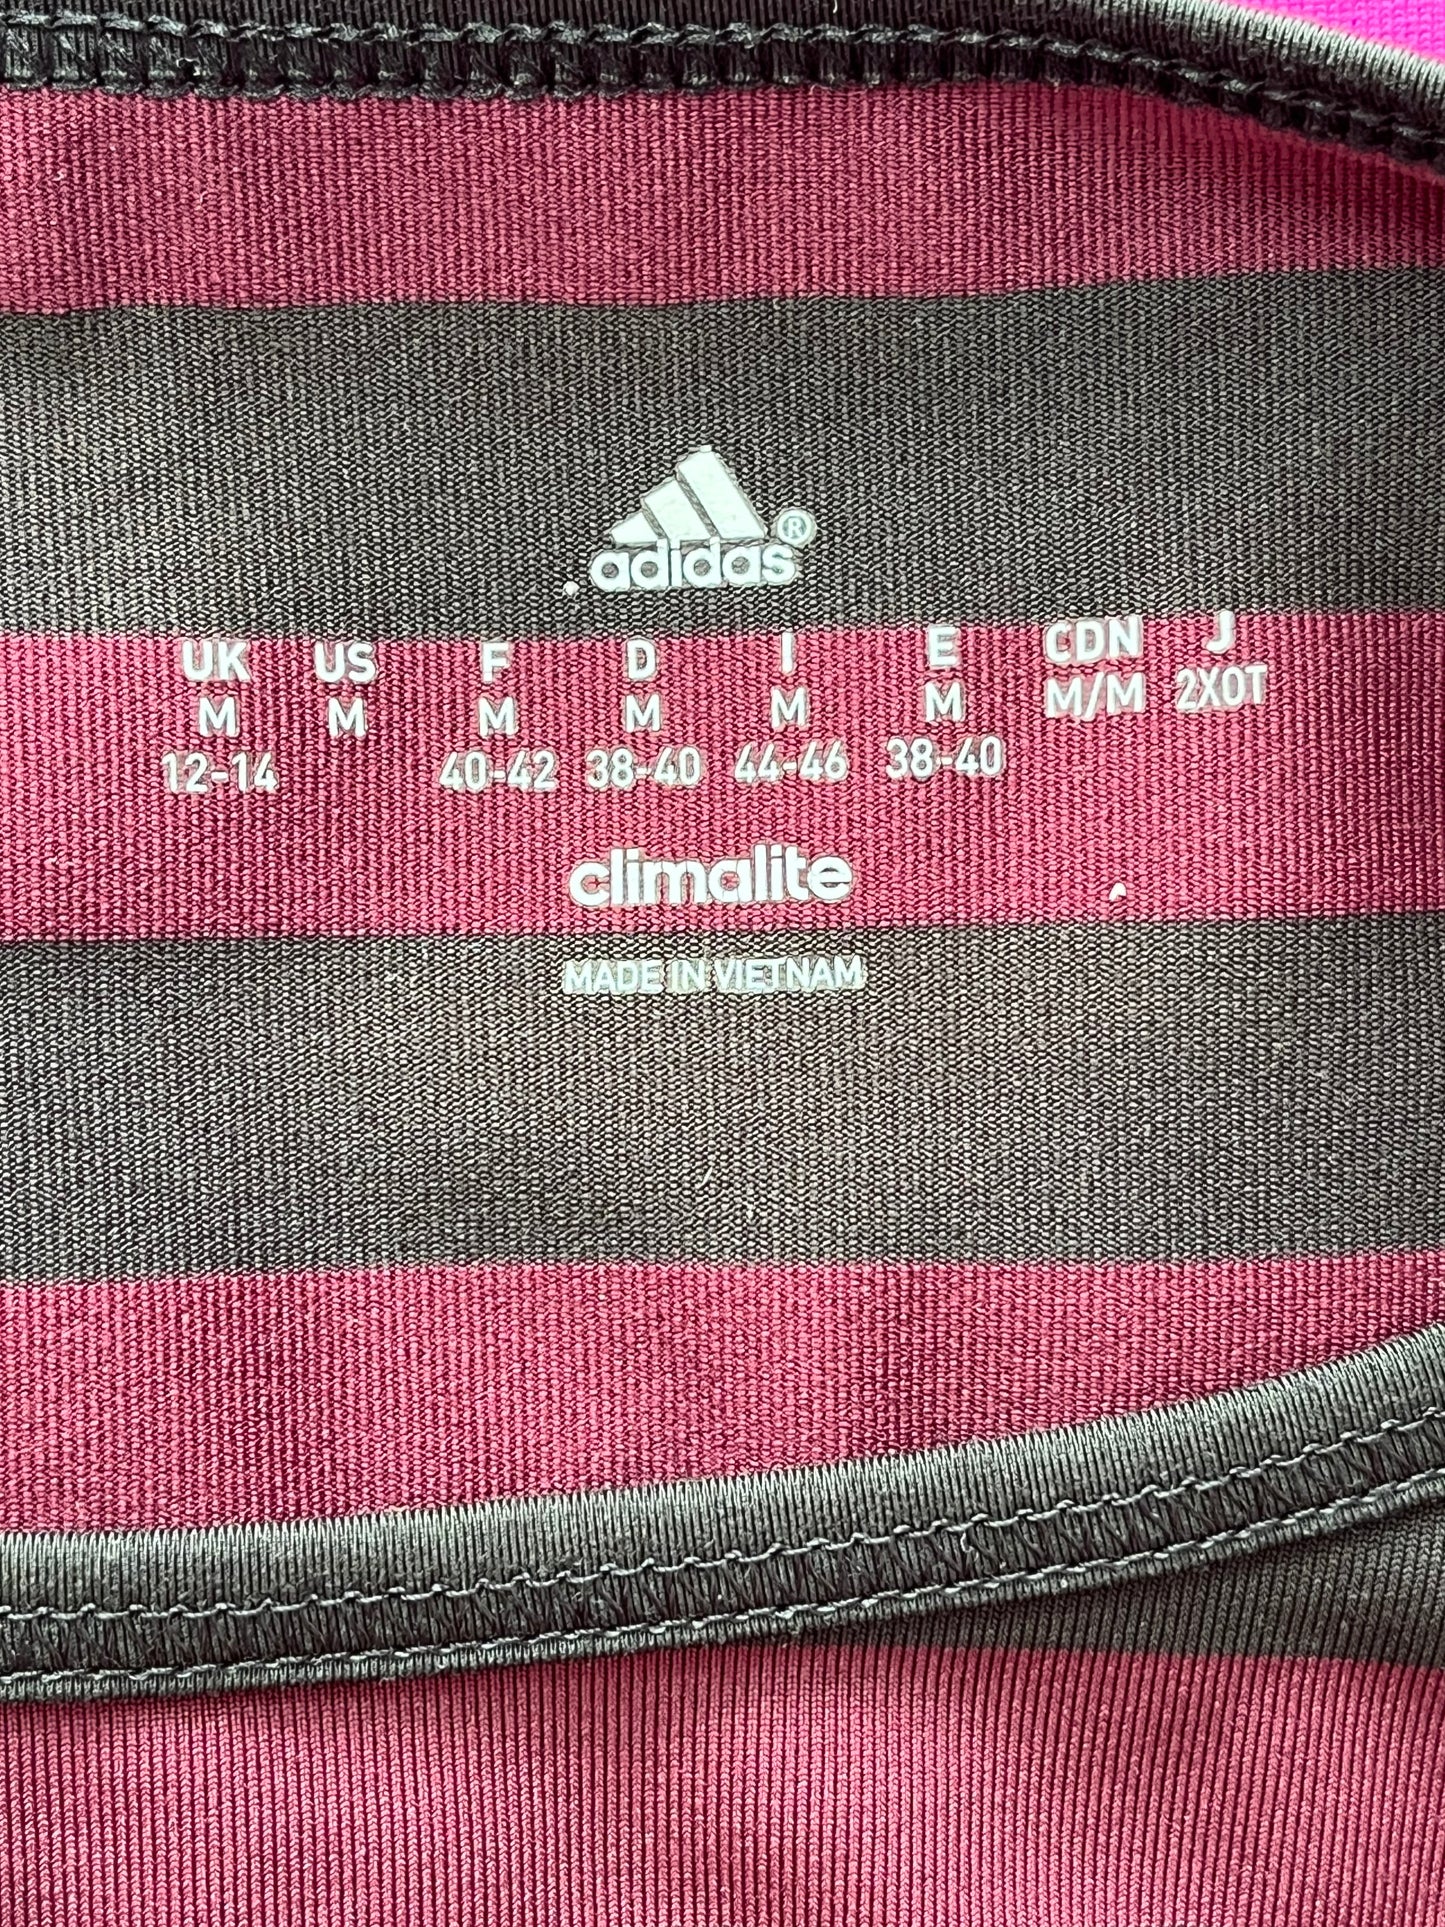 adidas®
UK US F D I E CDN J
M M M M M M M/M 2XOT
12-14 40-42 38-40 44-46 38-40
climalite
MADE IN VIETNAM